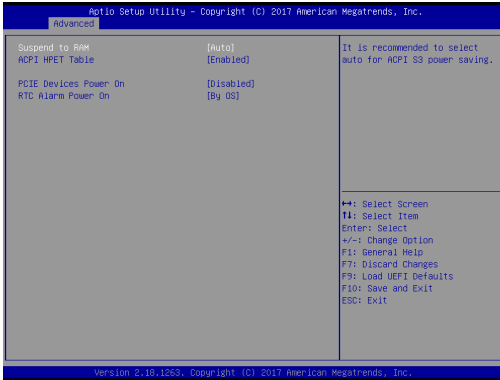 Aptio Setup Utility – Copyright (C) 2017 American Megatrends, Inc.
Advanced
Suspend to RAM [Auto]
ACPI HPET Table [Enabled]
PCIE Devices Power On [Disabled]
RTC Alarm Power On [By OS]
It is recommended to select
auto for ACPI S3 power saving.
↔: Select Screen
↑↓: Select Item
Enter: Select
+/-: Change Option
F1: General Help
F7: Discard Changes
F9: Load UEFI Defaults
F10: Save and Exit
ESC: Exit
Version 2.18.1263. Copyright (C) 2017 American Megatrends, Inc.